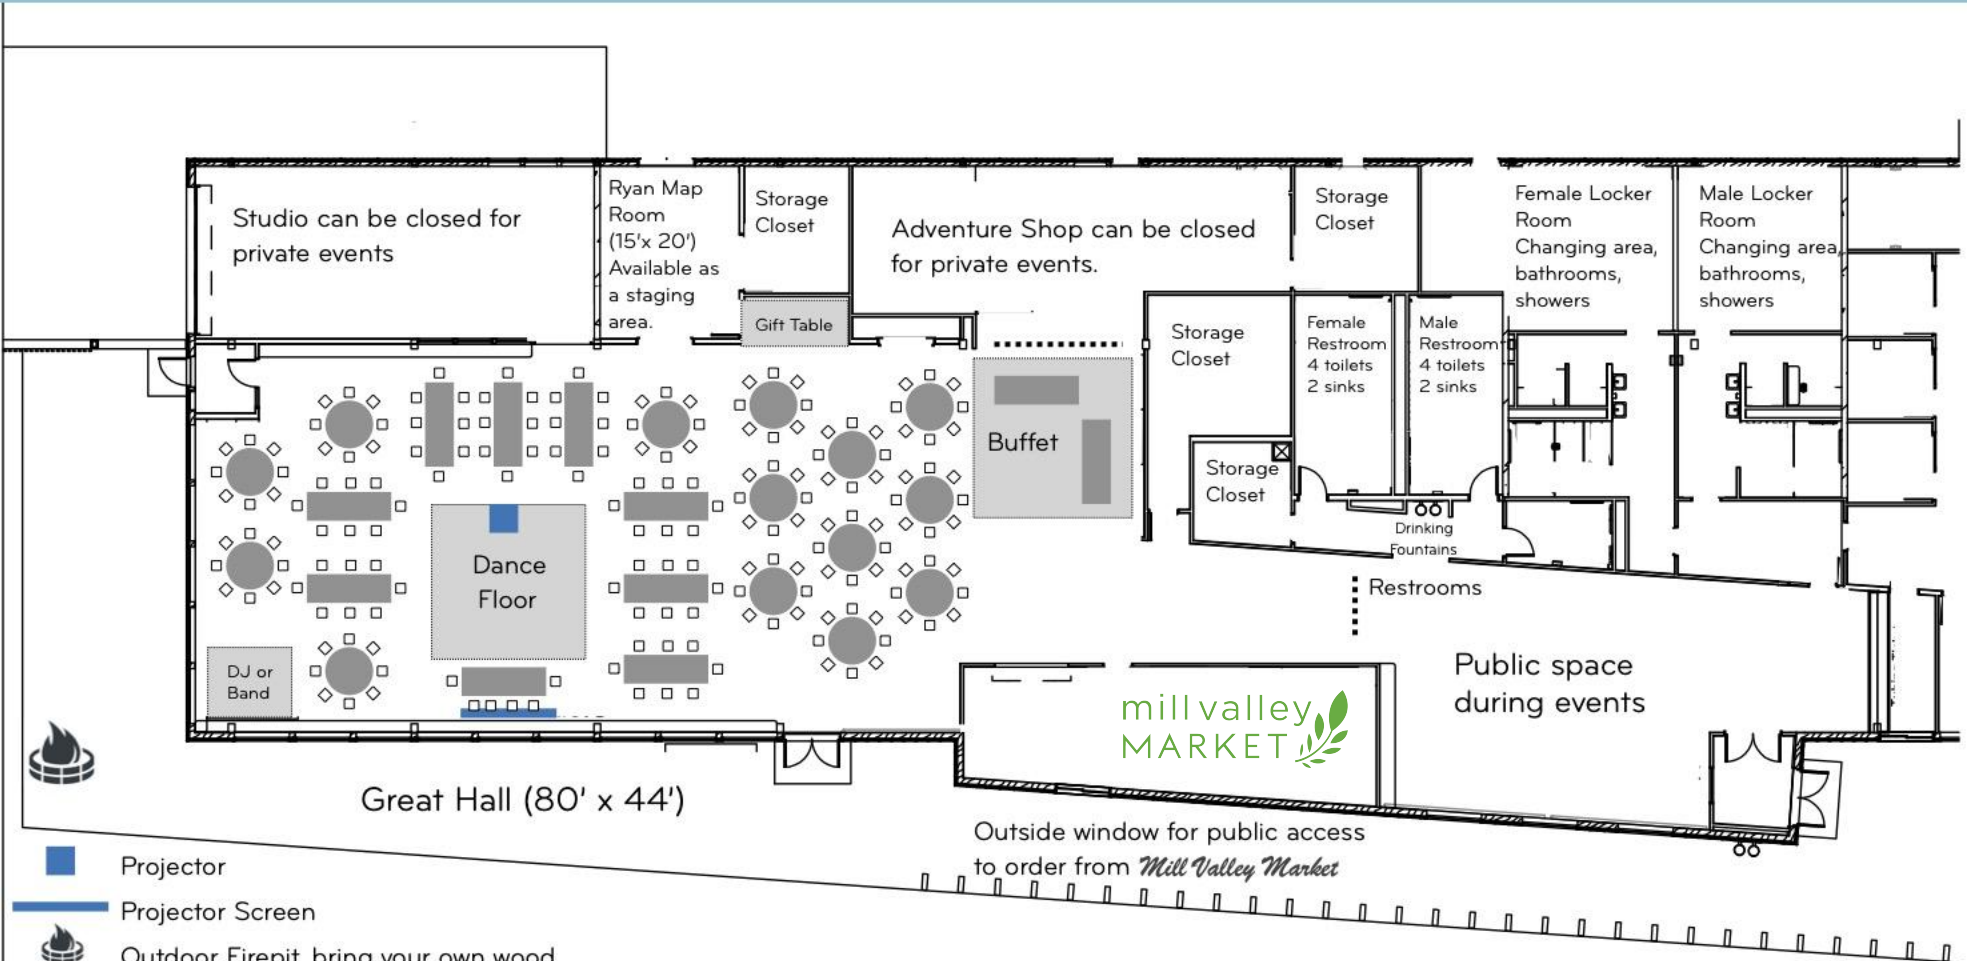 Studio can be closed for
private events
Ryan Map
Room
(15'x 20')
Available as
a staging
area.
Storage
Closet
Gift Table
Adventure Shop can be closed
for private events.
Storage
Closet
Female Locker
Room
Changing area,
bathrooms,
showers
Male Locker
Room
Changing area,
bathrooms,
showers
Storage
Closet
Female
Restroom
4 toilets
2 sinks
Male
Restroom
4 toilets
2 sinks
Buffet
Storage
Closet
Drinking
Fountains
Dance
Floor
Restrooms
DJ or
Band
Public space
during events
mill valley
MARKET
Great Hall (80' x 44')
Outside window for public access
to order from Mill Valley Market
Projector
Projector Screen
Outdoor Firepit, bring your own wood